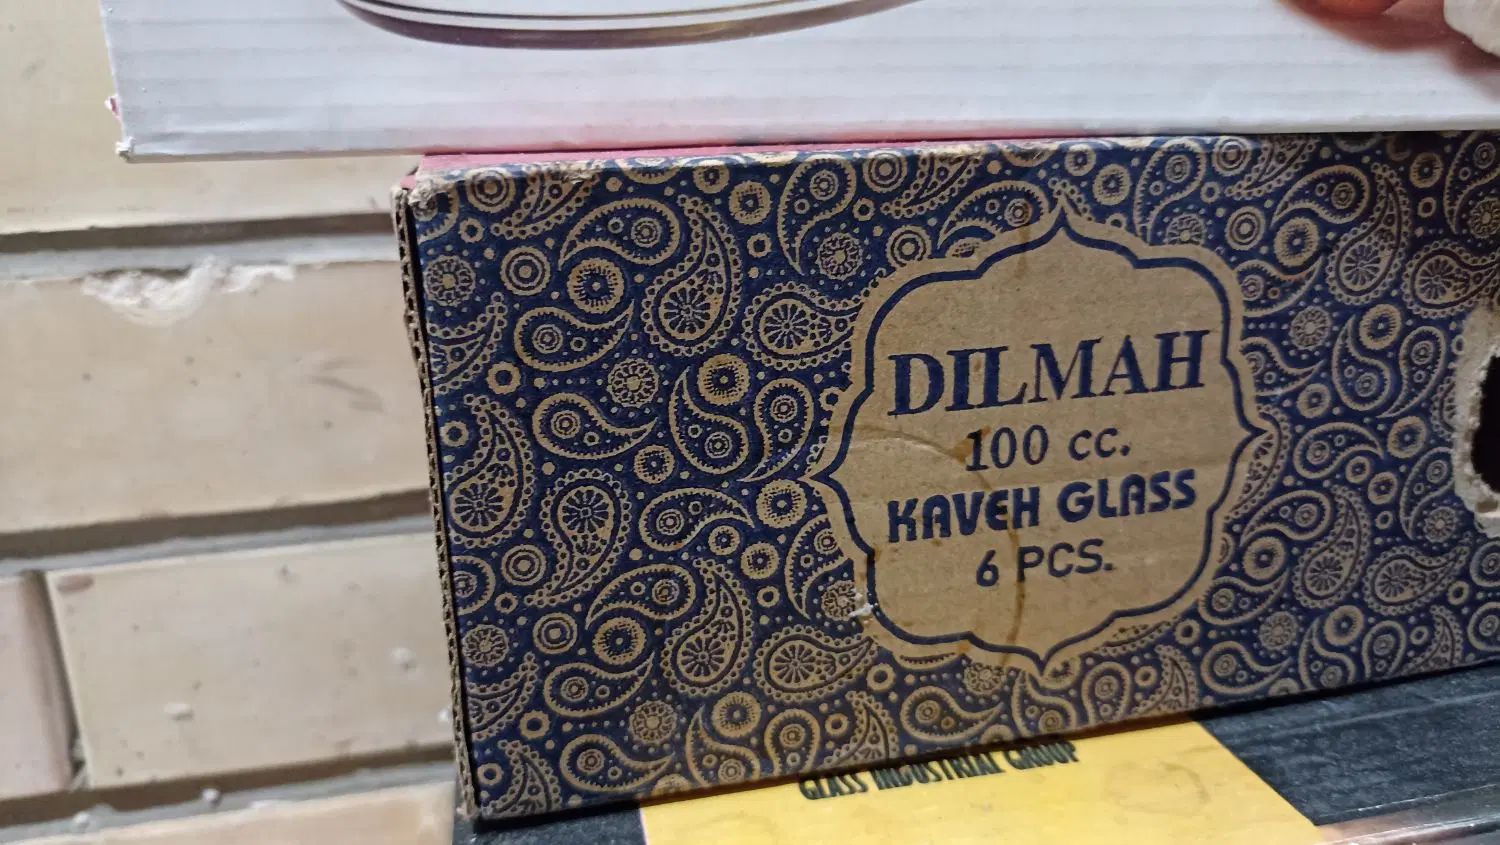 DILMAH
100 cc.
KAVEH GLASS
6 PCS.
GLASS INDUSTRIAL GROUP